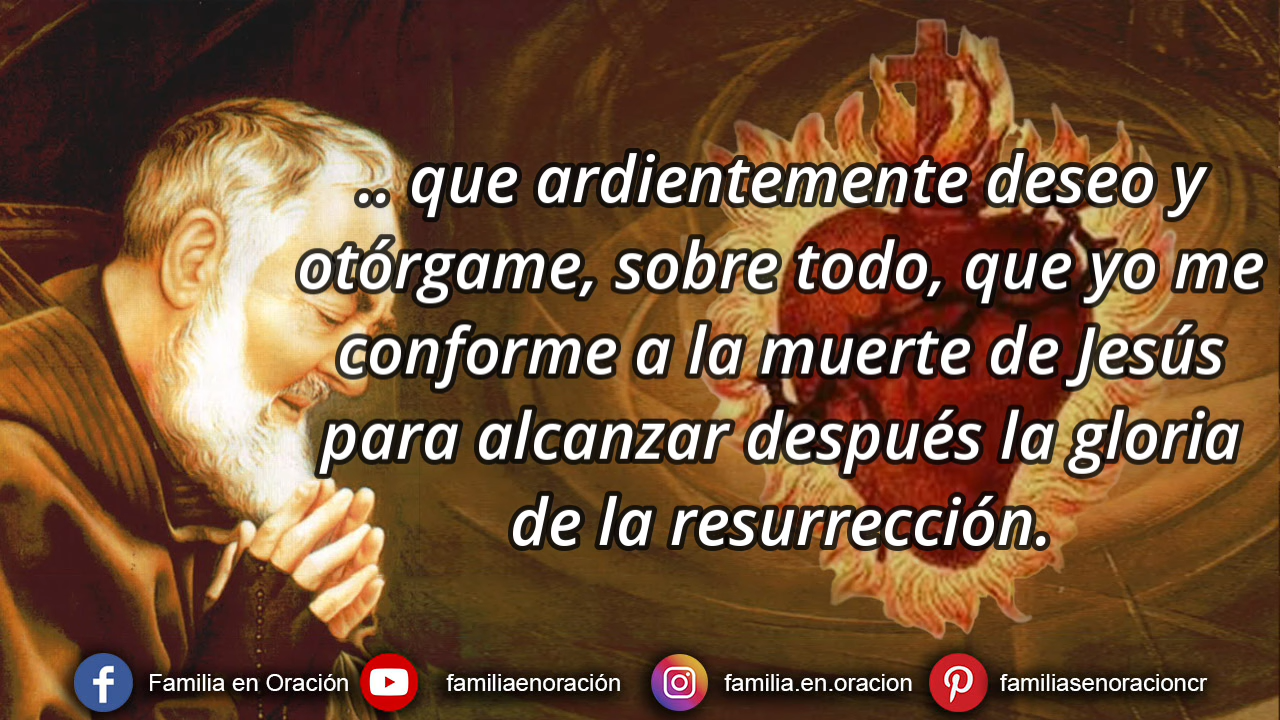 .. que ardientemente deseo y
otórgame, sobre todo, que yo me
conforme a la muerte de Jesús
para alcanzar después la gloria
de la resurrección.
Familia en Oración familiaenoración familia.en.oracion familiasenoracioncr